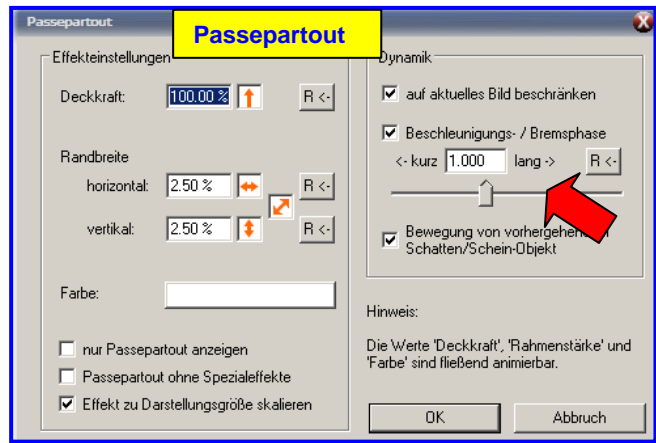 Passepartout
Passepartout
Effekteinstellungen
Deckkraft: 100.00 % R <-
Randbreite
horizontal: 2.50 % R <-
vertikal: 2.50 % R <-
Farbe:
nur Passepartout anzeigen
Passepartout ohne Spezialeffekte
Effekt zu Darstellungsgröße skalieren
Dynamik
auf aktuelles Bild beschränken
Beschleunigungs- / Bremsphase
<- kurz 1.000 lang -> R <-
Bewegung von
Schatten/Schein-Objekt
Hinweis:
Die Werte 'Deckkraft', 'Rahmenstärke' und
'Farbe' sind fließend animierbar.
OK Abbruch